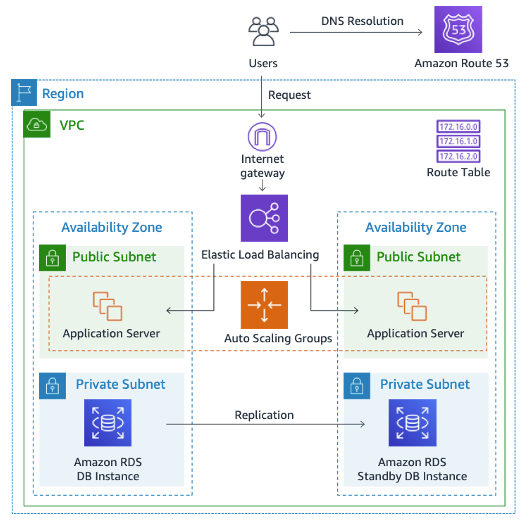 DNS Resolution
53
Users
Amazon Route 53
Region
Request
VPC
172.16.0.0
172.16.1.0
172.16.2.0
Internet
gateway
Route Table
Availability Zone
Availability Zone
Public Subnet
Elastic Load Balancing
Public Subnet
Application Server
Auto Scaling Groups
Application Server
Private Subnet
Private Subnet
Replication
Amazon RDS
DB Instance
Amazon RDS
Standby DB Instance